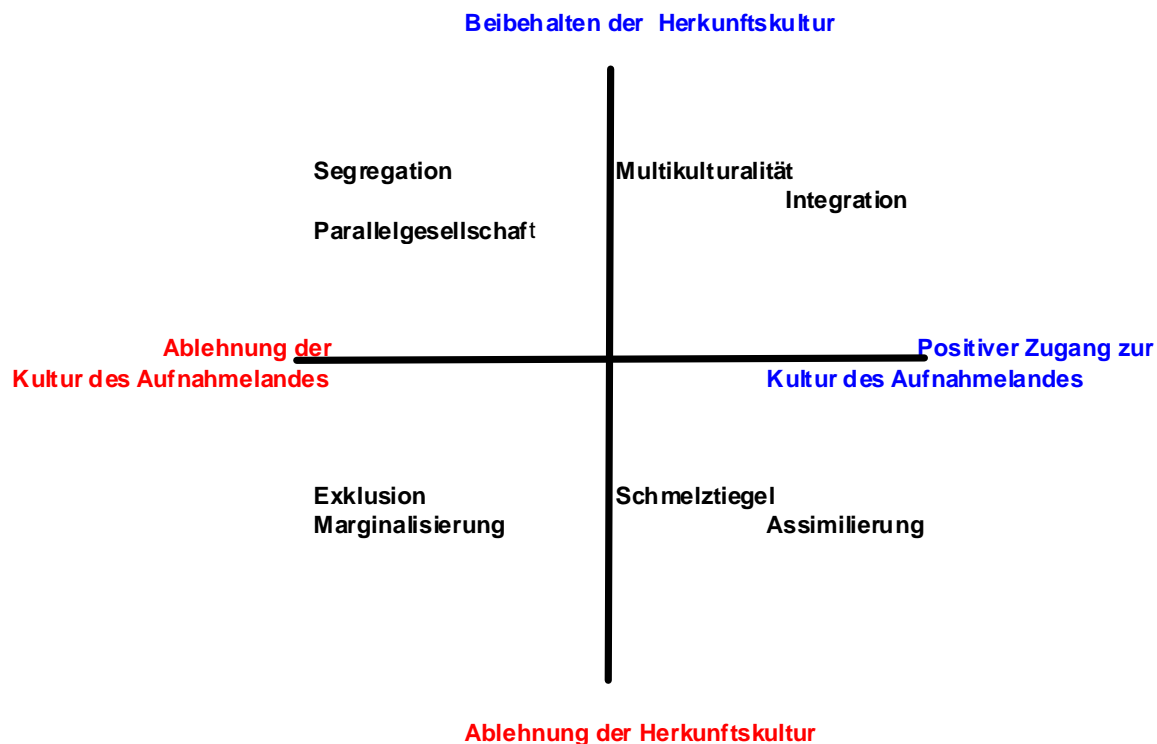 Beibehalten der Herkunftskultur
Segregation
Multikulturalität
Integration
Parallelgesellschaft
Ablehnung der
Kultur des Aufnahmelandes
Positiver Zugang zur
Kultur des Aufnahmelandes
Exklusion
Marginalisierung
Schmelztiegel
Assimilierung
Ablehnung der Herkunftskultur